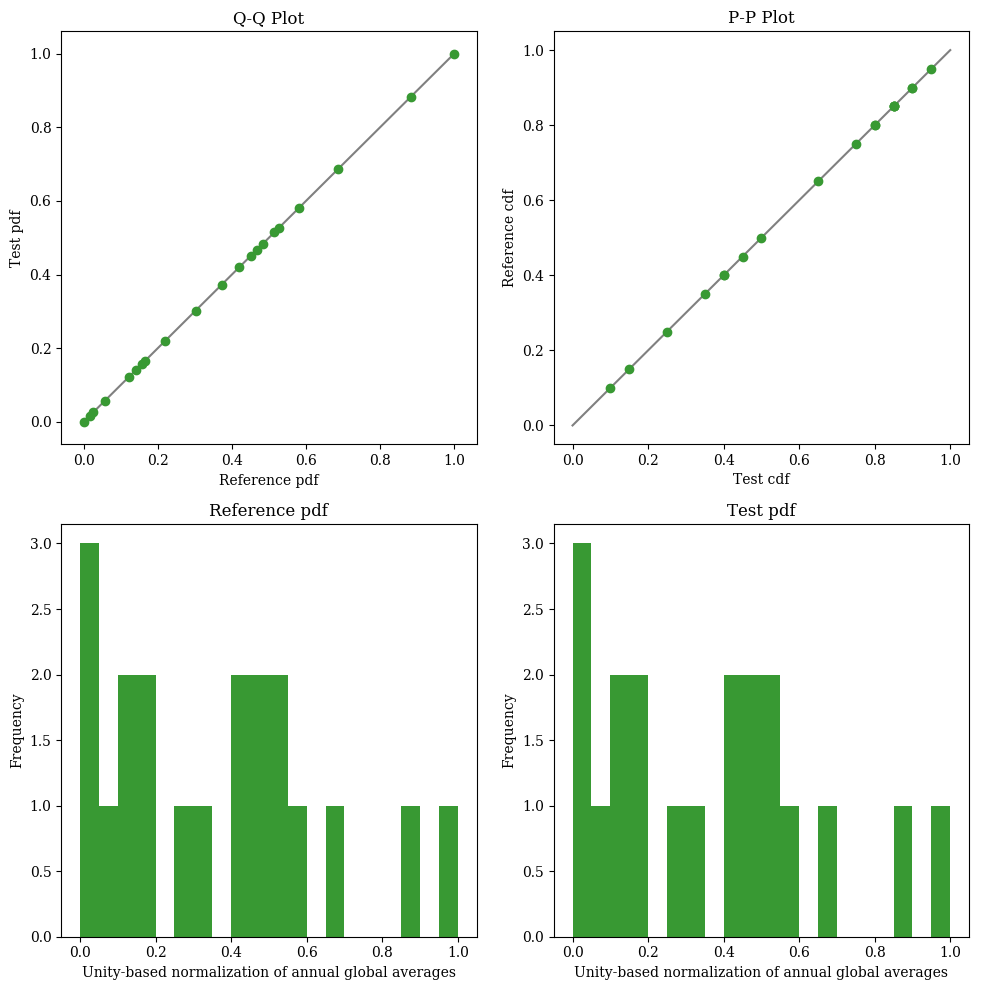 Q-Q Plot
1.0
0.8
0.6
0.4
0.2
0.0
Test pdf
0.0 0.2 0.4 0.6 0.8 1.0
Reference pdf
P-P Plot
1.0
0.8
0.6
0.4
0.2
0.0
Reference cdf
0.0 0.2 0.4 0.6 0.8 1.0
Test cdf
Reference pdf
3.0
2.5
2.0
1.5
1.0
0.5
0.0
Frequency
0.0 0.2 0.4 0.6 0.8 1.0
Unity-based normalization of annual global averages
Test pdf
3.0
2.5
2.0
1.5
1.0
0.5
0.0
Frequency
0.0 0.2 0.4 0.6 0.8 1.0
Unity-based normalization of annual global averages